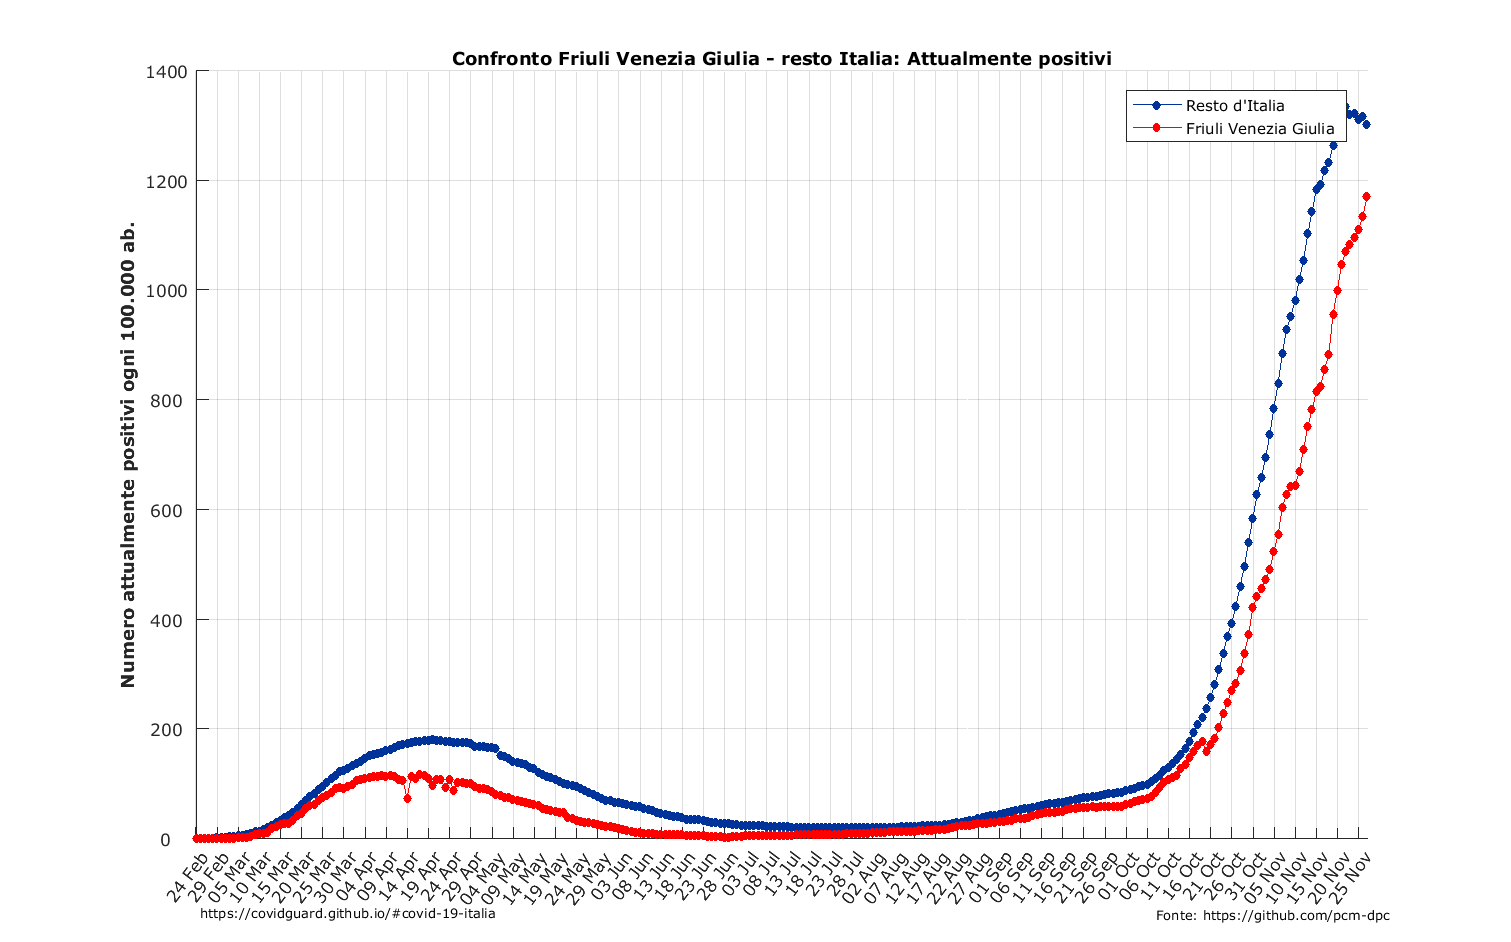 Confronto Friuli Venezia Giulia - resto Italia: Attualmente positivi
Numero attualmente positivi ogni 100.000 ab.
1400
1200
1000
800
600
400
200
0
Resto d'Italia
Friuli Venezia Giulia
24 Feb
29 Feb
05 Mar
10 Mar
15 Mar
20 Mar
25 Mar
30 Mar
04 Apr
09 Apr
14 Apr
19 Apr
24 Apr
29 Apr
04 May
09 May
14 May
19 May
24 May
29 May
03 Jun
08 Jun
13 Jun
18 Jun
23 Jun
28 Jun
03 Jul
08 Jul
13 Jul
18 Jul
23 Jul
28 Jul
02 Aug
07 Aug
12 Aug
17 Aug
22 Aug
27 Aug
01 Sep
06 Sep
11 Sep
16 Sep
21 Sep
26 Sep
01 Oct
06 Oct
11 Oct
16 Oct
21 Oct
26 Oct
31 Oct
05 Nov
10 Nov
15 Nov
20 Nov
25 Nov
https://covidguard.github.io/#covid-19-italia
Fonte: https://github.com/pcm-dpc